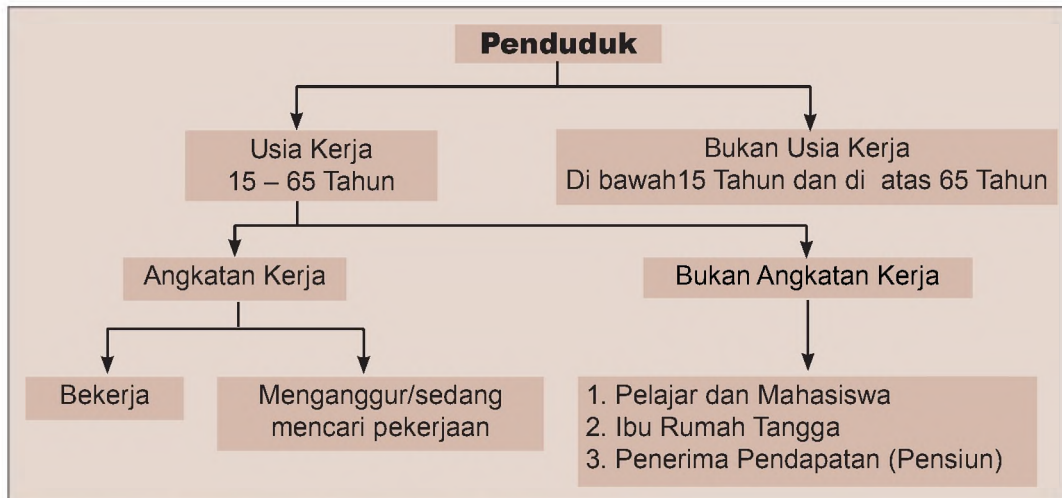 Penduduk
Usia Kerja
15 – 65 Tahun
Bukan Usia Kerja
Di bawah15 Tahun dan di atas 65 Tahun
Angkatan Kerja
Bukan Angkatan Kerja
Bekerja
Menganggur/sedang
mencari pekerjaan
1. Pelajar dan Mahasiswa
2. Ibu Rumah Tangga
3. Penerima Pendapatan (Pensiun)